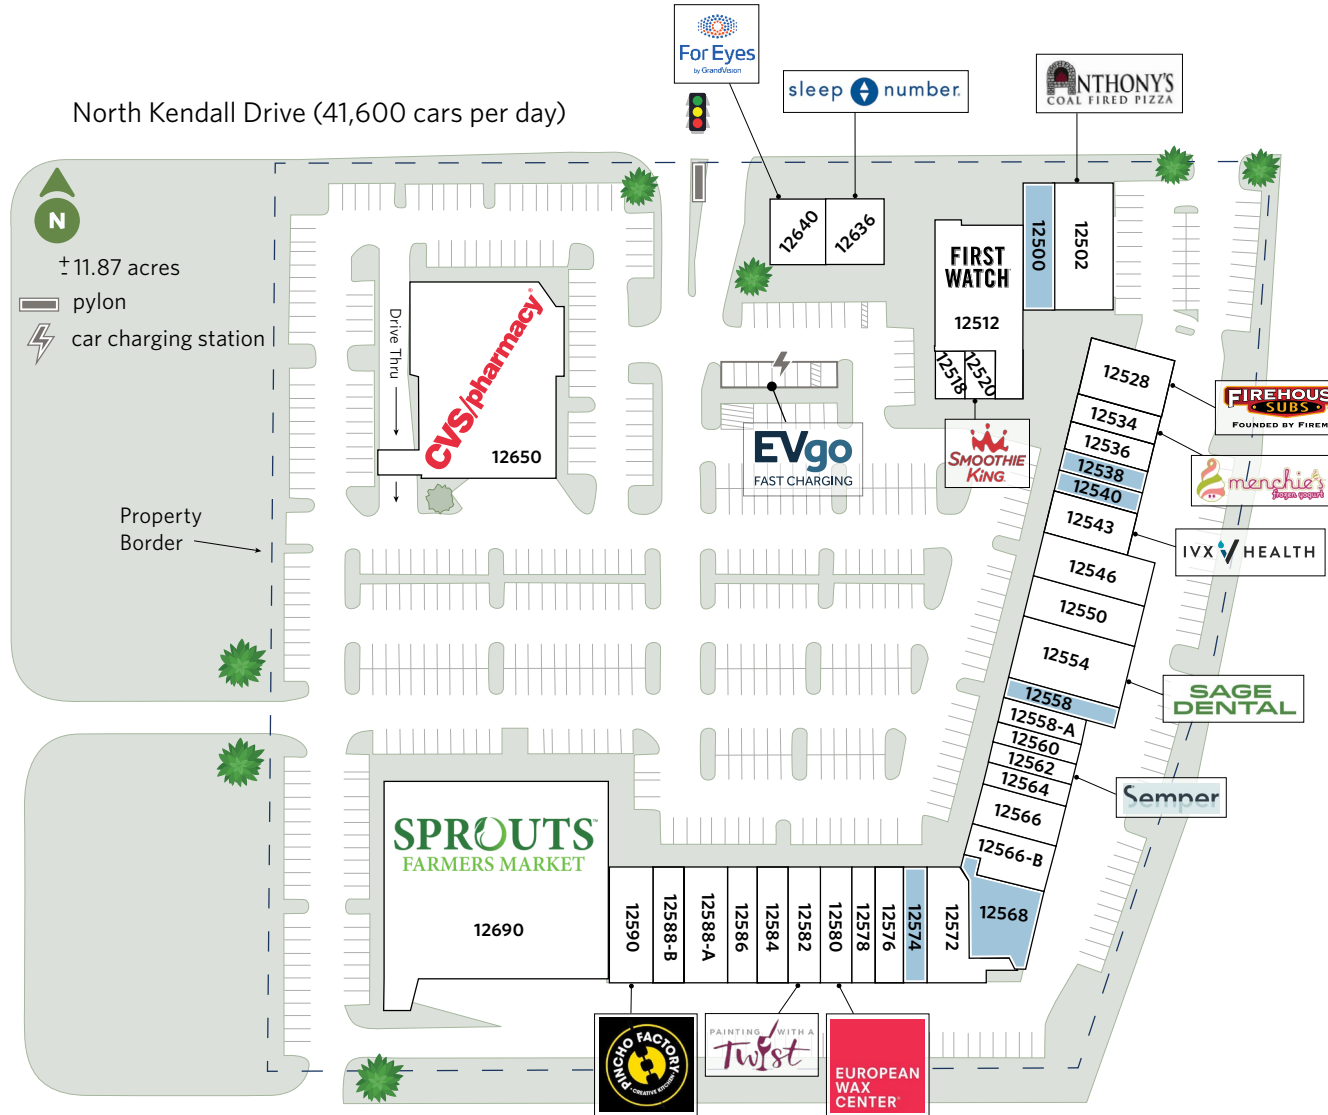 For Eyes
by GrandVision
sleep number.
ANTHONY'S
COAL FIRED PIZZA
North Kendall Drive (41,600 cars per day)
N
± 11.87 acres
pylon
car charging station
Drive Thru
CVS/pharmacy
12650
Property
Border
12640
12636
FIRST
WATCH
12512
12518
12520
12500
12502
EVgo
FAST CHARGING
SMOOTHIE
KING
12528
12534
12536
12538
12540
12543
12546
12550
12554
12558
12558-A
12560
12562
12564
12566
12566-B
12568
FIREHOUS
SUBS
FOUNDED BY FIREM
menchie's
frozen yogurt
IVX HEALTH
SAGE
DENTAL
Semper
SPROUTS
FARMERS MARKET
12690
12590
12588-B
12588-A
12586
12584
12582
12580
12578
12576
12574
12572
PINCHO FACTORY
CREATIVE KITCHEN
PAINTING WITH A
Twist
EUROPEAN
WAX
CENTER